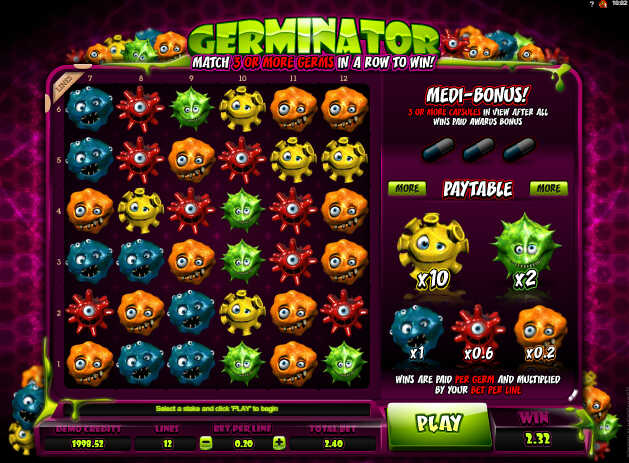 ? 16:02
GERMINATOR
MATCH 3 OR MORE GERMS IN A ROW TO WIN!
LINES
7 8 9 10 11 12
6
5
4
3
2
1
MEDI-BONUS!
3 OR MORE CAPSULES IN VIEW AFTER ALL
WINS PAID AWARDS BONUS
MORE PAYTABLE MORE
x10 x2
x1 x0.6 x0.2
WINS ARE PAID PER GERM AND MULTIPLIED
BY YOUR BET PER LINE
Select a stake and click 'PLAY' to begin
DEMO CREDITS LINES BET PER LINE TOTAL BET
1998.52 12 - 0.20 + 2.40
PLAY
WIN
2.32